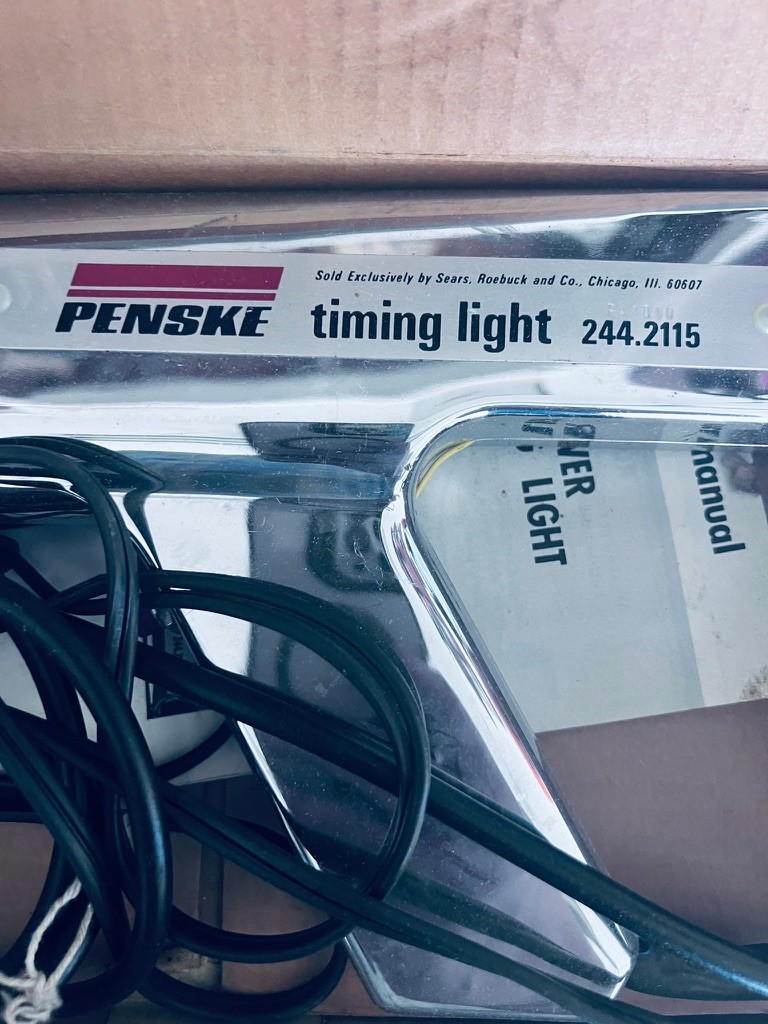 Sold Exclusively by Sears, Roebuck and Co., Chicago, Ill. 60607
PENSKE timing light 244.2115
manual
LIGHT